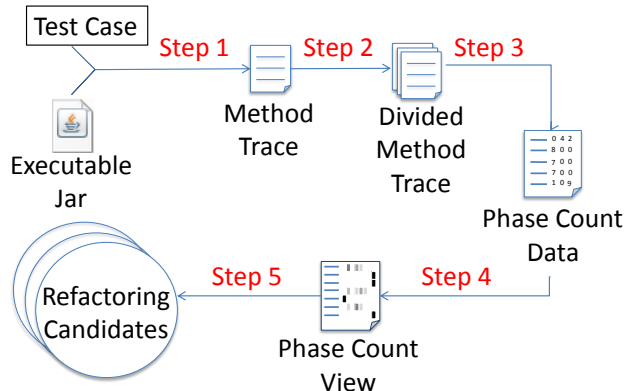 Test Case
Step 1
Step 2
Step 3
Executable
Jar
Method
Trace
Divided
Method
Trace
0 4 2
8 0 0
7 0 0
7 0 0
1 0 9
Phase Count
Data
Step 4
Step 5
Phase Count
View
Refactoring
Candidates